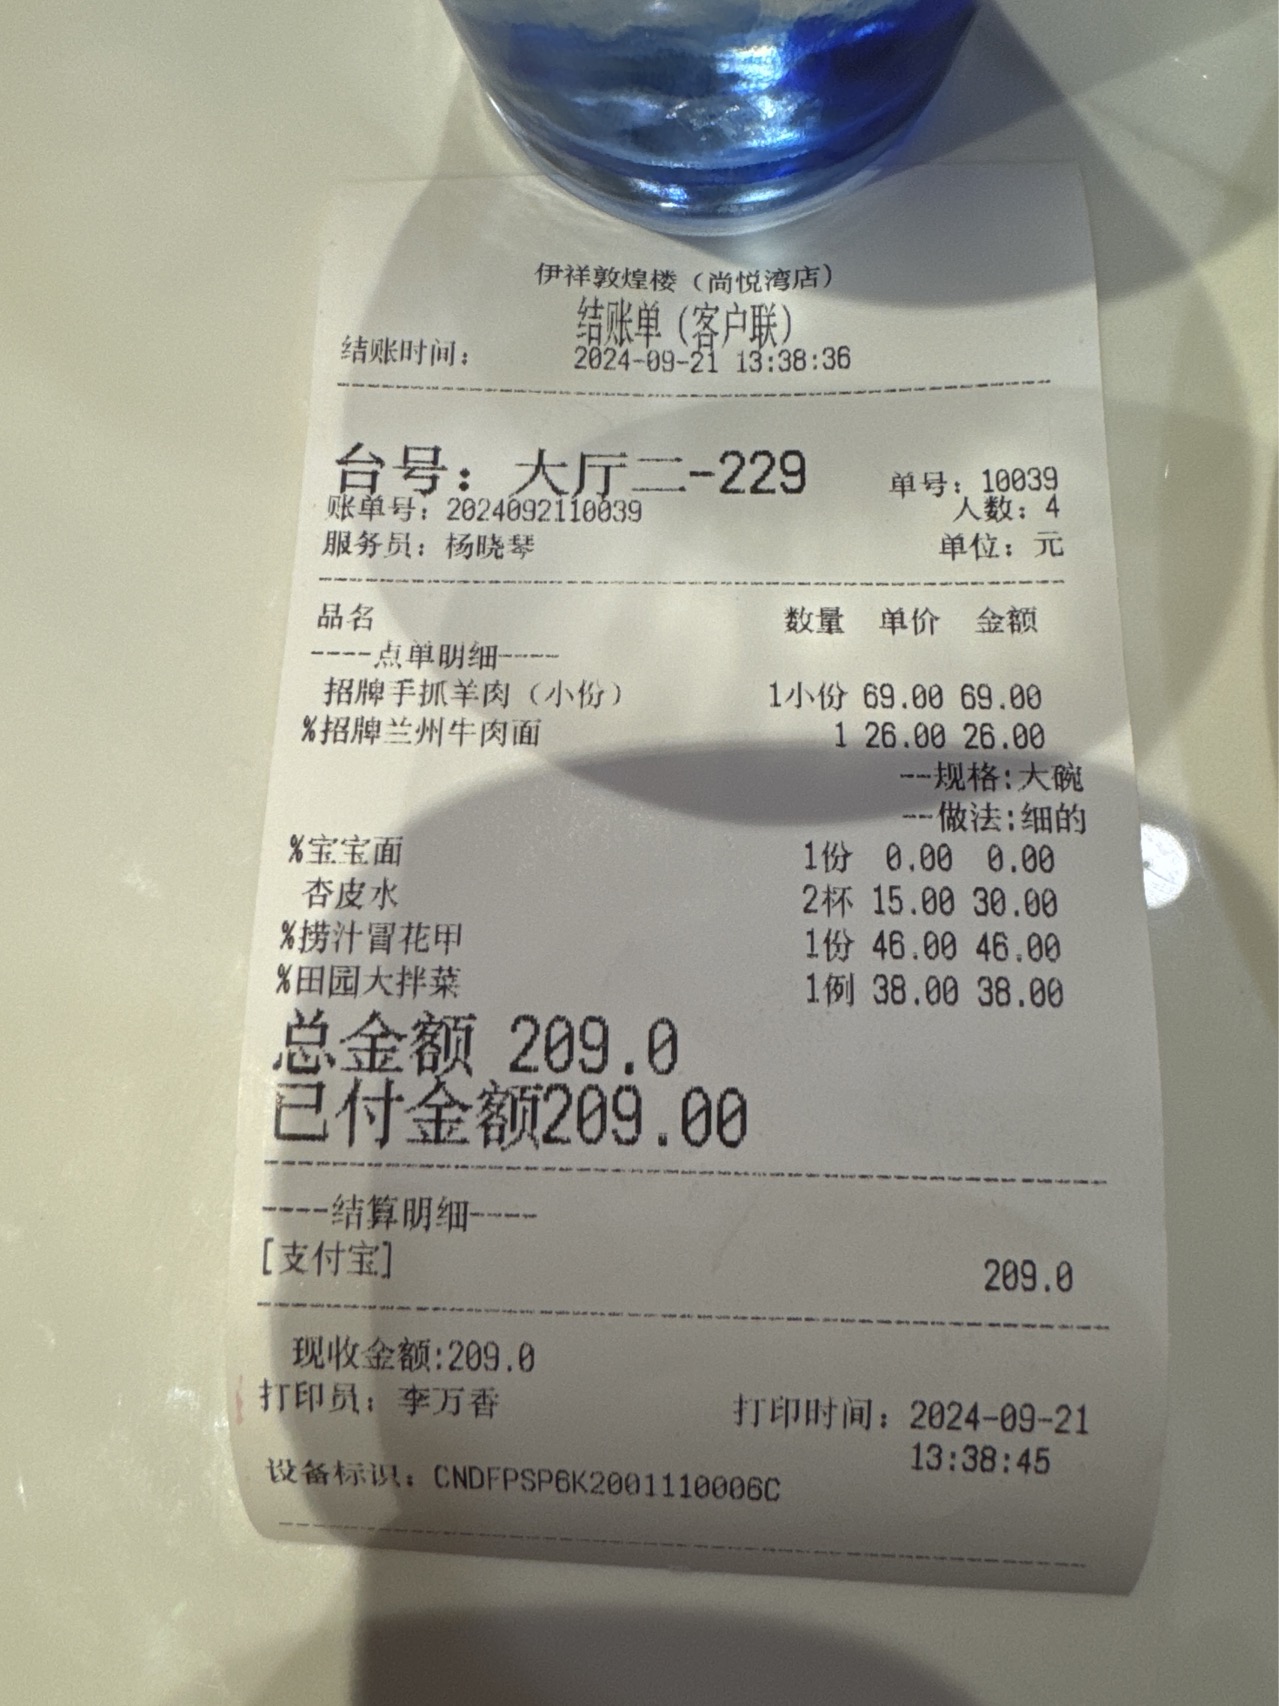 伊祥敦煌楼（尚悦湾店）
结账单（客户联）
结账时间： 2024-09-21 13:38:36
台号：大厅二-229 单号：10039
账单号：2024092110039 人数：4
服务员：杨晓琴 单位：元
品名 数量 单价 金额
----点单明细----
招牌手抓羊肉（小份） 1小份 69.00 69.00
%招牌兰州牛肉面 1 26.00 26.00
--规格:大碗
--做法:细的
%宝宝面 1份 0.00 0.00
杏皮水 2杯 15.00 30.00
%捞汁冒花甲 1份 46.00 46.00
%田园大拌菜 1例 38.00 38.00
总金额 209.0
已付金额209.00
----结算明细----
[支付宝] 209.0
现收金额:209.0
打印员：李万香 打印时间：2024-09-21
13:38:45
设备标识：CNDFPSP6K2001110006C